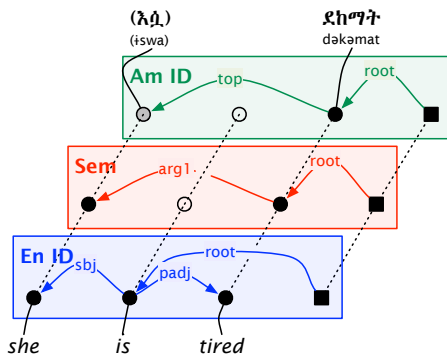 (እሷ) ደከማት
(ɨswa) dəkəmat
Am ID top root
Sem arg1. root
En ID sbj padj root
she is tired